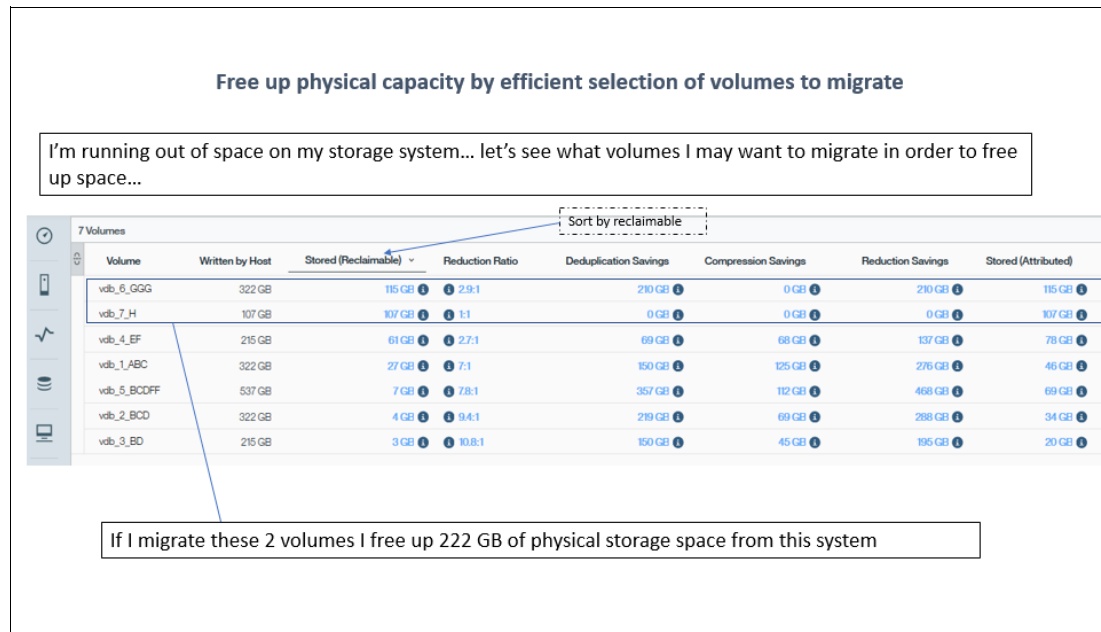 Free up physical capacity by efficient selection of volumes to migrate
I'm running out of space on my storage system... let's see what volumes I may want to migrate in order to free
up space...
Sort by reclaimable
7 Volumes
Volume Written by Host Stored (Reclaimable) Reduction Ratio Deduplication Savings Compression Savings Reduction Savings Stored (Attributed)
vdb_6_GGG 322 GB 115 GB 2.9:1 210 GB 0 GB 210 GB 115 GB
vdb_7_H 107 GB 107 GB 1:1 0 GB 0 GB 0 GB 107 GB
vdb_4_EF 215 GB 61 GB 2.7:1 69 GB 68 GB 137 GB 78 GB
vdb_1_ABC 322 GB 27 GB 7:1 150 GB 125 GB 276 GB 46 GB
vdb_5_BCDFF 537 GB 7 GB 7.8:1 357 GB 112 GB 468 GB 69 GB
vdb_2_BCD 322 GB 4 GB 9.4:1 219 GB 69 GB 288 GB 34 GB
vdb_3_BD 215 GB 3 GB 10.8:1 150 GB 45 GB 195 GB 20 GB
If I migrate these 2 volumes I free up 222 GB of physical storage space from this system